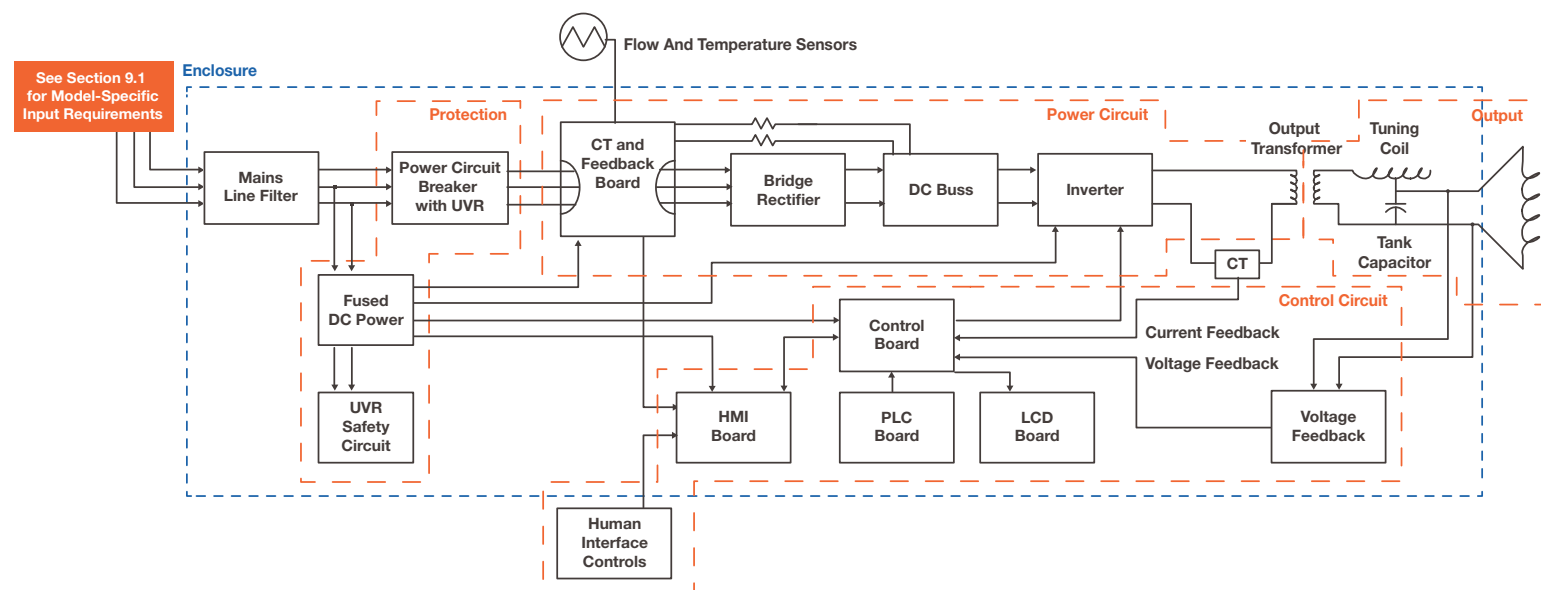 Flow And Temperature Sensors
Enclosure
See Section 9.1
for Model-Specific
Input Requirements
Protection
Power Circuit
Output
Mains
Line Filter
Power Circuit
Breaker
with UVR
CT and
Feedback
Board
Bridge
Rectifier
DC Buss
Inverter
Output
Transformer
Tuning
Coil
Tank
Capacitor
CT
Fused
DC Power
Control
Board
Control Circuit
Current Feedback
Voltage Feedback
UVR
Safety
Circuit
HMI
Board
PLC
Board
LCD
Board
Voltage
Feedback
Human
Interface
Controls